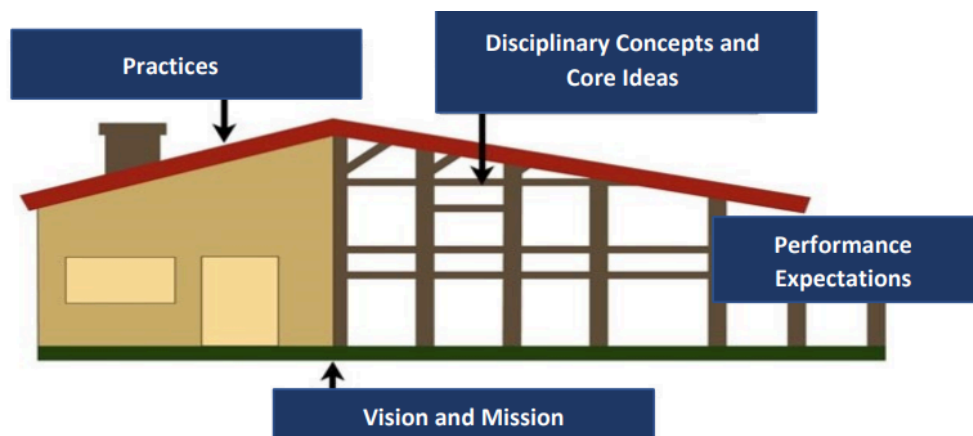 Practices
Disciplinary Concepts and
Core Ideas
Performance
Expectations
Vision and Mission